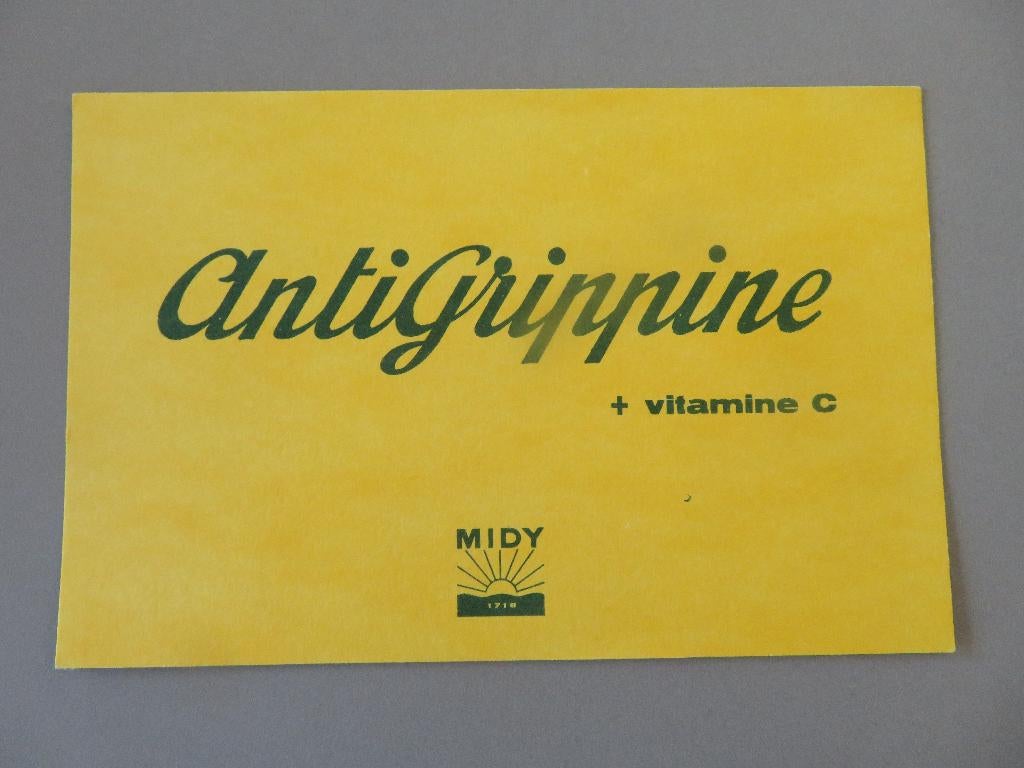 AntiGrippine
+ vitamine C
MIDY
1718